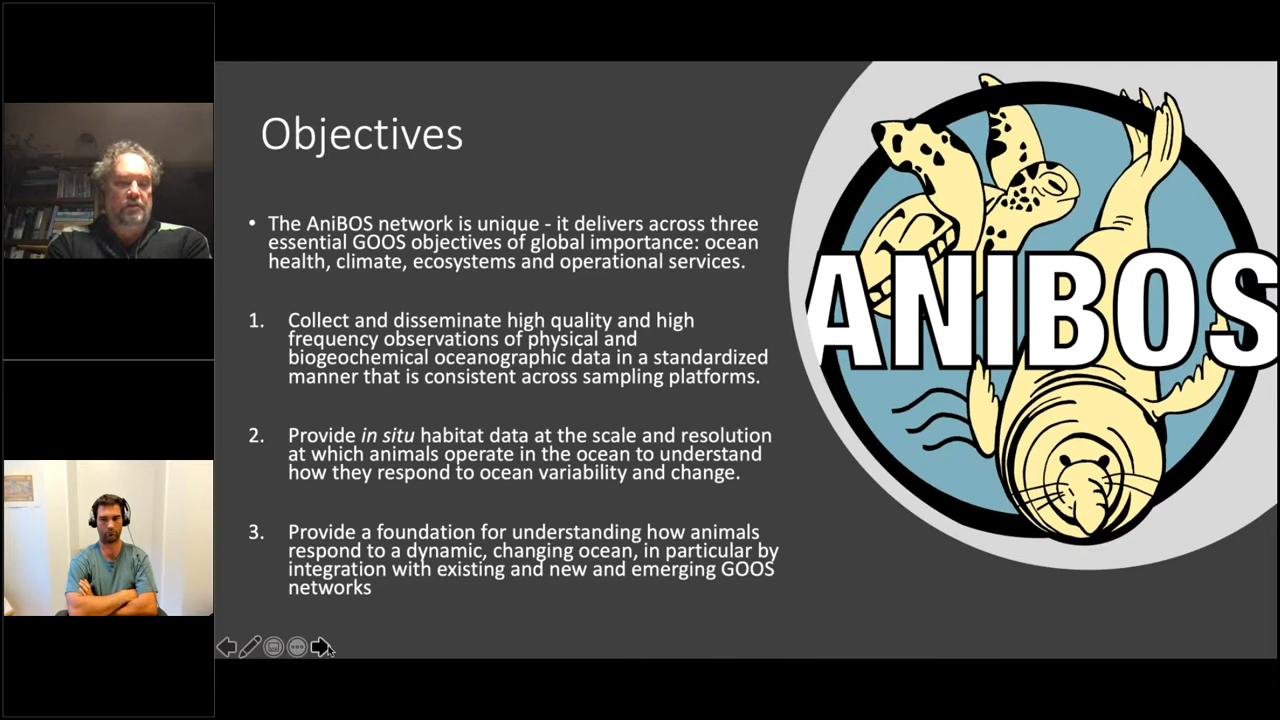 Objectives
• The AniBOS network is unique - it delivers across three
essential GOOS objectives of global importance: ocean
health, climate, ecosystems and operational services.
1. Collect and disseminate high quality and high
frequency observations of physical and
biogeochemical oceanographic data in a standardized
manner that is consistent across sampling platforms.
2. Provide in situ habitat data at the scale and resolution
at which animals operate in the ocean to understand
how they respond to ocean variability and change.
3. Provide a foundation for understanding how animals
respond to a dynamic, changing ocean, in particular by
integration with existing and new and emerging GOOS
networks
ANIBOS